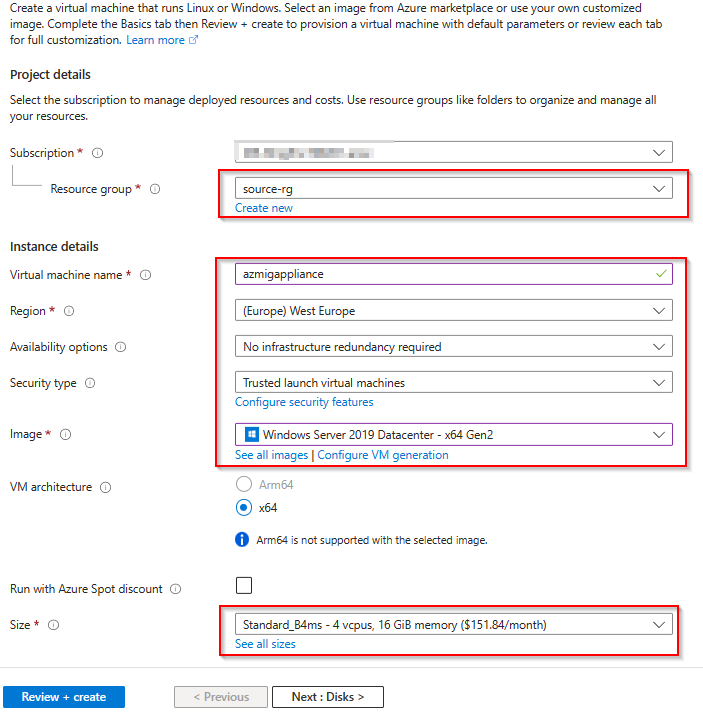 Create a virtual machine that runs Linux or Windows. Select an image from Azure marketplace or use your own customized
image. Complete the Basics tab then Review + create to provision a virtual machine with default parameters or review each tab
for full customization. Learn more
Project details
Select the subscription to manage deployed resources and costs. Use resource groups like folders to organize and manage all
your resources.
Subscription *
Resource group * source-rg
Create new
Instance details
Virtual machine name * azmigappliance
Region * (Europe) West Europe
Availability options No infrastructure redundancy required
Security type Trusted launch virtual machines
Configure security features
Image * Windows Server 2019 Datacenter - x64 Gen2
See all images | Configure VM generation
VM architecture Arm64
x64
Arm64 is not supported with the selected image.
Run with Azure Spot discount
Size * Standard_B4ms - 4 vcpus, 16 GiB memory ($151.84/month)
See all sizes
Review + create < Previous Next : Disks >